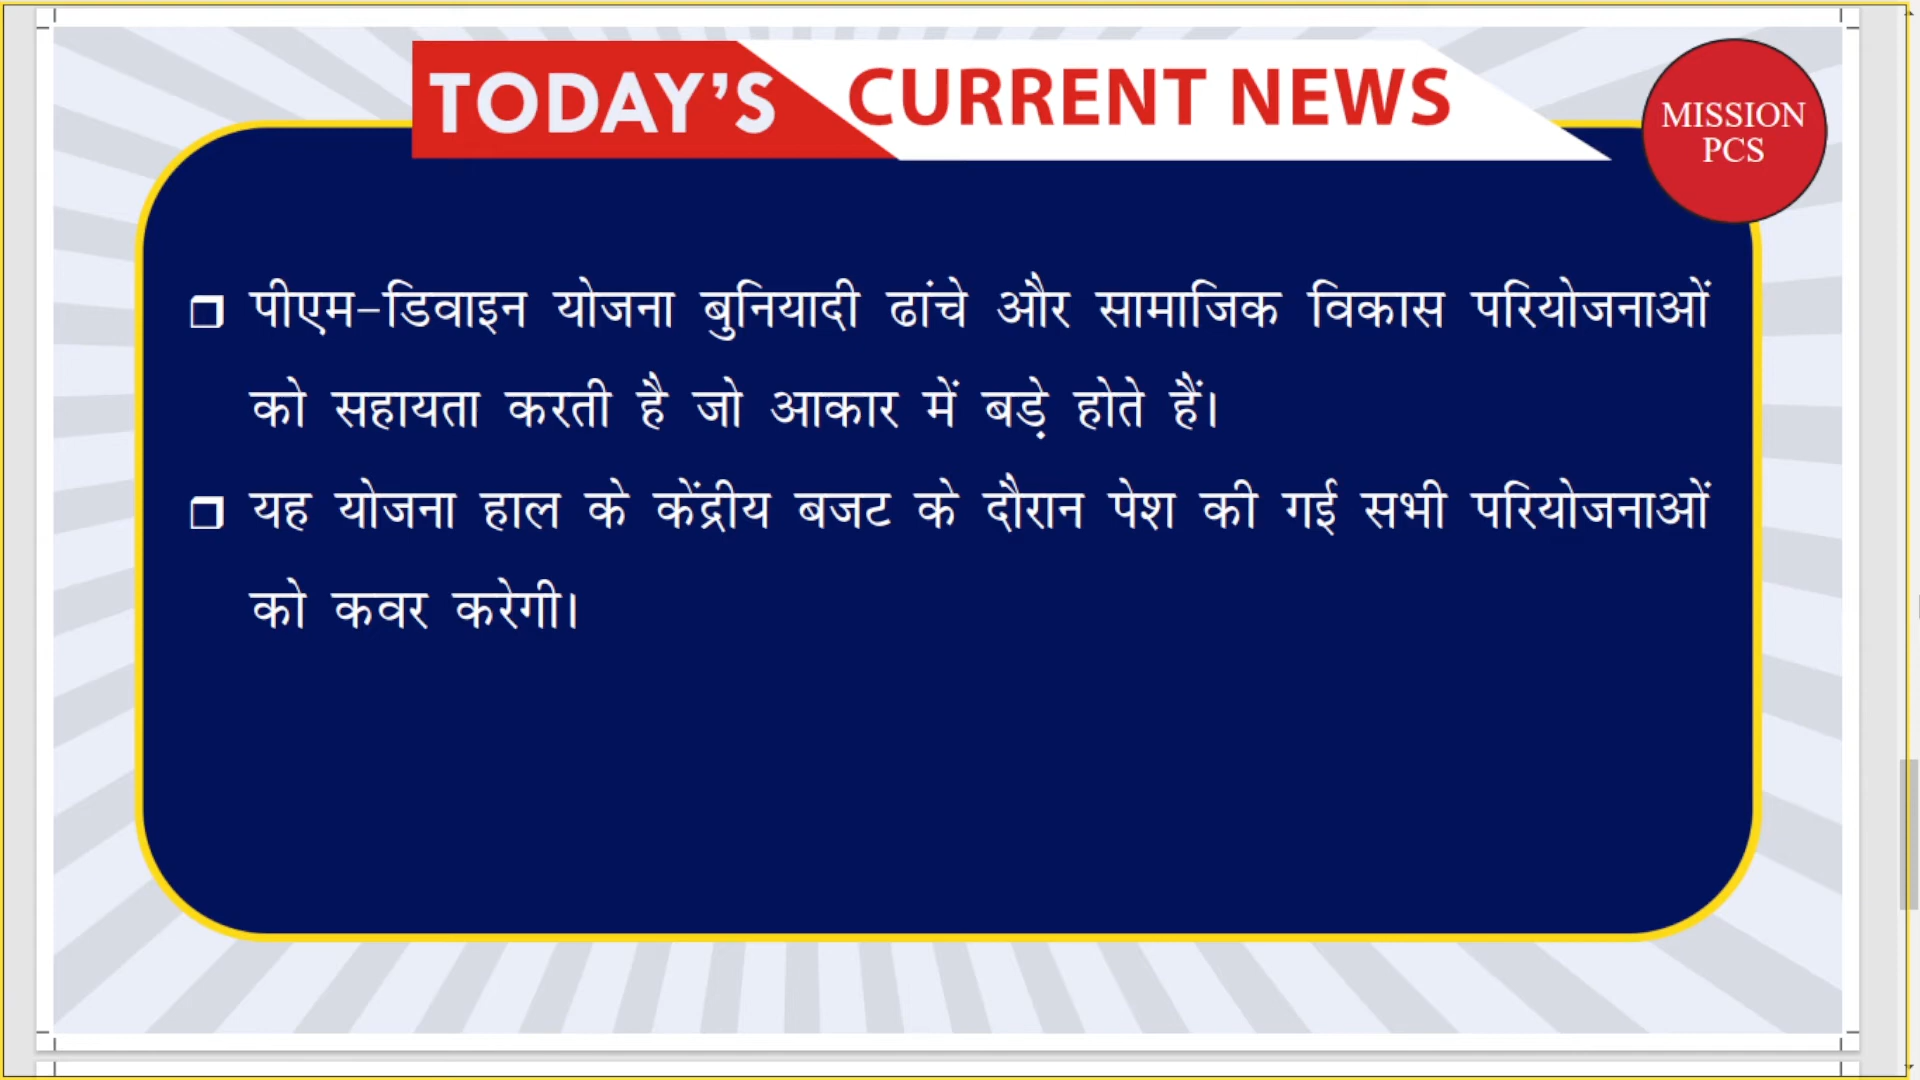 TODAY'S CURRENT NEWS
MISSION
PCS
❒ पीएम-डिवाइन योजना बुनियादी ढांचे और सामाजिक विकास परियोजनाओं
को सहायता करती है जो आकार में बड़े होते हैं।
❒ यह योजना हाल के केंद्रीय बजट के दौरान पेश की गई सभी परियोजनाओं
को कवर करेगी।